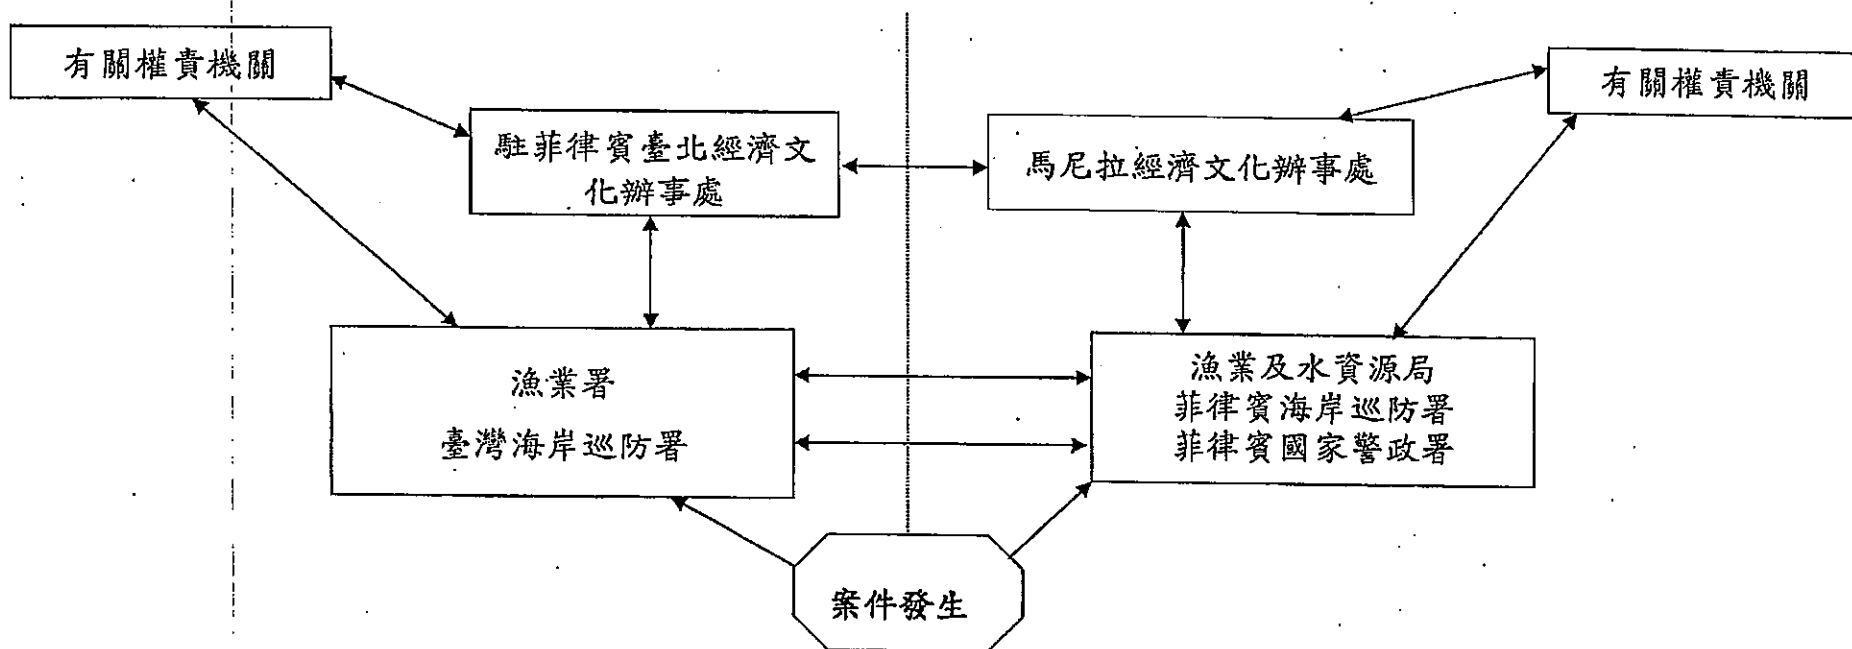 有關權責機關
有關權責機關
駐菲律賓臺北經濟文
化辦事處
馬尼拉經濟文化辦事處
漁業署
臺灣海岸巡防署
漁業及水資源局
菲律賓海岸巡防署
菲律賓國家警政署
案件發生